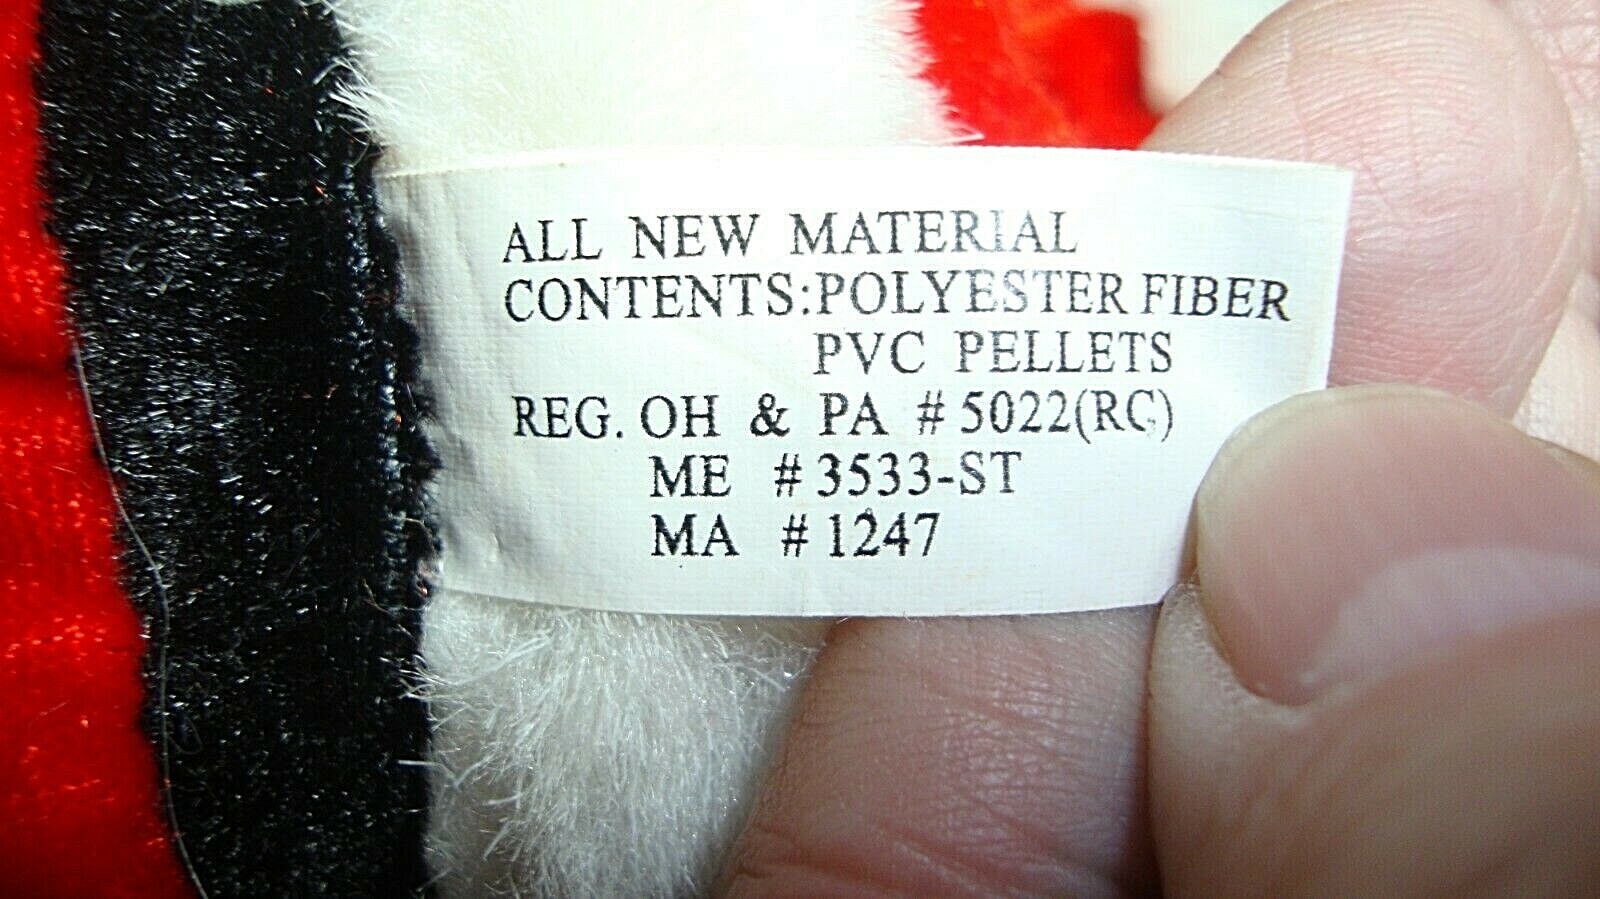 ALL NEW MATERIAL
CONTENTS:POLYESTER FIBER
PVC PELLETS
REG. OH & PA # 5022(RC)
ME # 3533-ST
MA # 1247